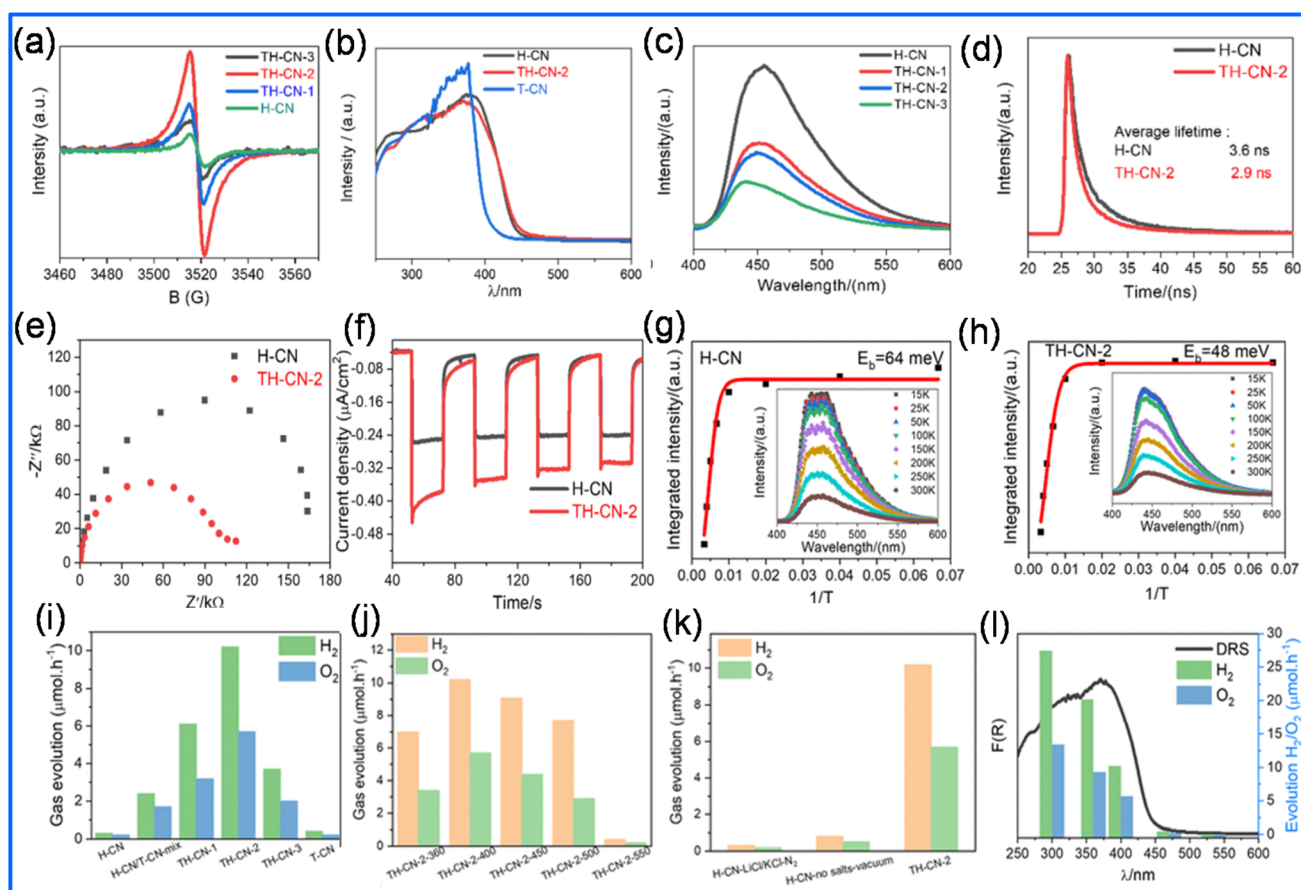 (a)
TH-CN-3
TH-CN-2
TH-CN-1
H-CN
Intensity (a.u.)
3460 3480 3500 3520 3540 3560
B (G)
(b)
H-CN
TH-CN-2
T-CN
Intersity / (a.u.)
300 400 500 600
λ/nm
(c)
H-CN
TH-CN-1
TH-CN-2
TH-CN-3
Intensity/(a.u.)
400 450 500 550 600
Wavelength/(nm)
(d)
H-CN
TH-CN-2
Average lifetime :
H-CN 3.6 ns
TH-CN-2 2.9 ns
Intensity/(a.u.)
20 25 30 35 40 45 50 55 60
Time/(ns)
(e)
H-CN
TH-CN-2
-Z''/kΩ
120
100
80
60
40
20
0
0 30 60 90 120 150 180
Z'/kΩ
(f)
H-CN
TH-CN-2
Current density (μA/cm²)
-0.08
-0.16
-0.24
-0.32
-0.40
-0.48
40 80 120 160 200
Time/s
(g)
H-CN
E_b=64 meV
Integrated intensity/(a.u.)
15K
25K
50K
100K
150K
200K
250K
300K
Intensity/(a.u.)
400 450 500 550 600
Wavelength/(nm)
0.00 0.01 0.02 0.03 0.04 0.05 0.06 0.07
1/T
(h)
TH-CN-2
E_b=48 meV
Integrated intensity/(a.u.)
15K
25K
50K
100K
150K
200K
250K
300K
Intensity/(a.u.)
400 450 500 550 600
Wavelength/(nm)
0.00 0.01 0.02 0.03 0.04 0.05 0.06 0.07
1/T
(i)
H₂
O₂
Gas evolution (μmol.h⁻¹)
10
8
6
4
2
0
H-CN
H-CN/T-CN-mix
TH-CN-1
TH-CN-2
TH-CN-3
T-CN
(j)
H₂
O₂
Gas evolution (μmol.h⁻¹)
12
10
8
6
4
2
0
TH-CN-2-360
TH-CN-2-400
TH-CN-2-450
TH-CN-2-500
TH-CN-2-550
(k)
H₂
O₂
Gas evolution (μmol.h⁻¹)
10
8
6
4
2
0
H-CN-LiCl/KCl-N₂
H-CN-no salts-vacuum
TH-CN-2
(l)
DRS
H₂
O₂
F(R)
30
25
20
15
10
5
0
Evolution H₂/O₂ (μmol.h⁻¹)
250 300 350 400 450 500 550 600
λ/nm